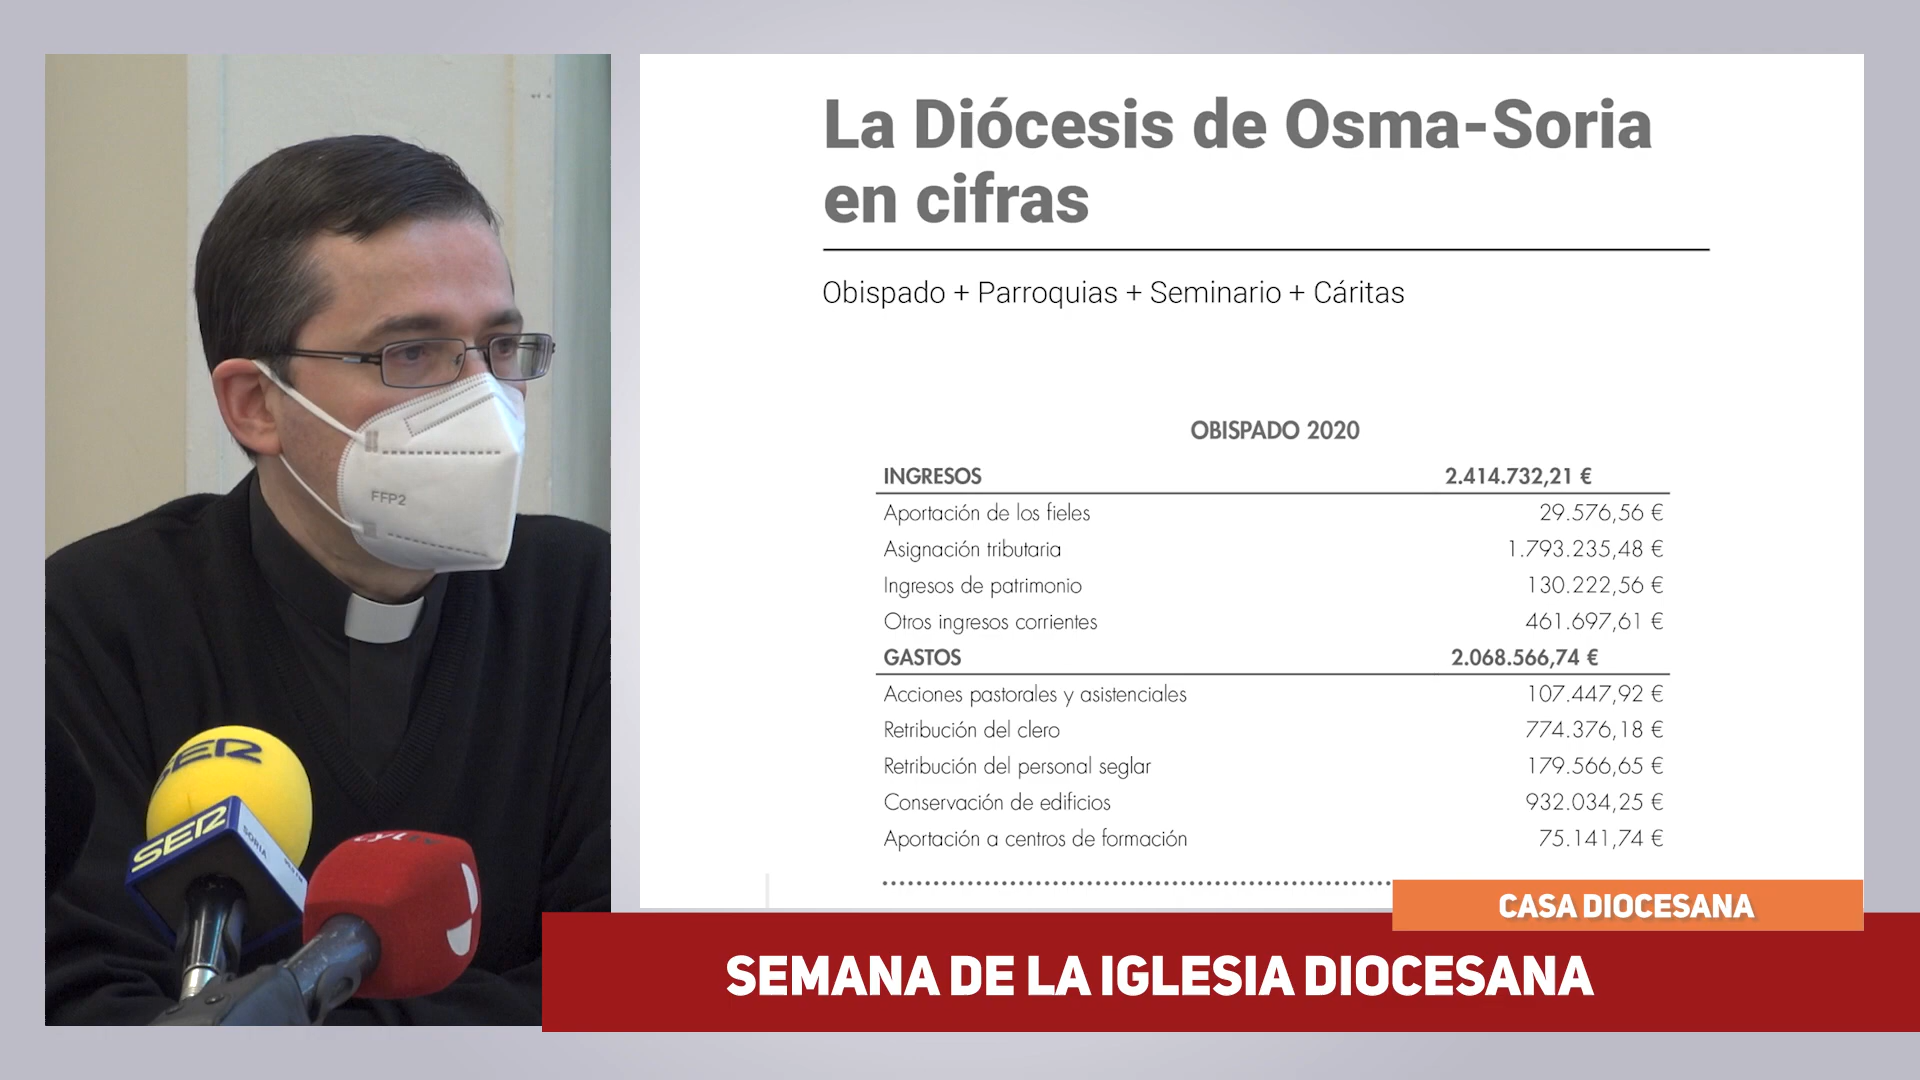 La Diócesis de Osma-Soria
en cifras
Obispado + Parroquias + Seminario + Cáritas
OBISPADO 2020
INGRESOS 2.414.732,21 €
Aportación de los fieles 29.576,56 €
Asignación tributaria 1.793.235,48 €
Ingresos de patrimonio 130.222,56 €
Otros ingresos corrientes 461.697,61 €
GASTOS 2.068.566,74 €
Acciones pastorales y asistenciales 107.447,92 €
Retribución del clero 774.376,18 €
Retribución del personal seglar 179.566,65 €
Conservación de edificios 932.034,25 €
Aportación a centros de formación 75.141,74 €
FFP2
SER
SER
SORIA
CASA DIOCESANA
SEMANA DE LA IGLESIA DIOCESANA